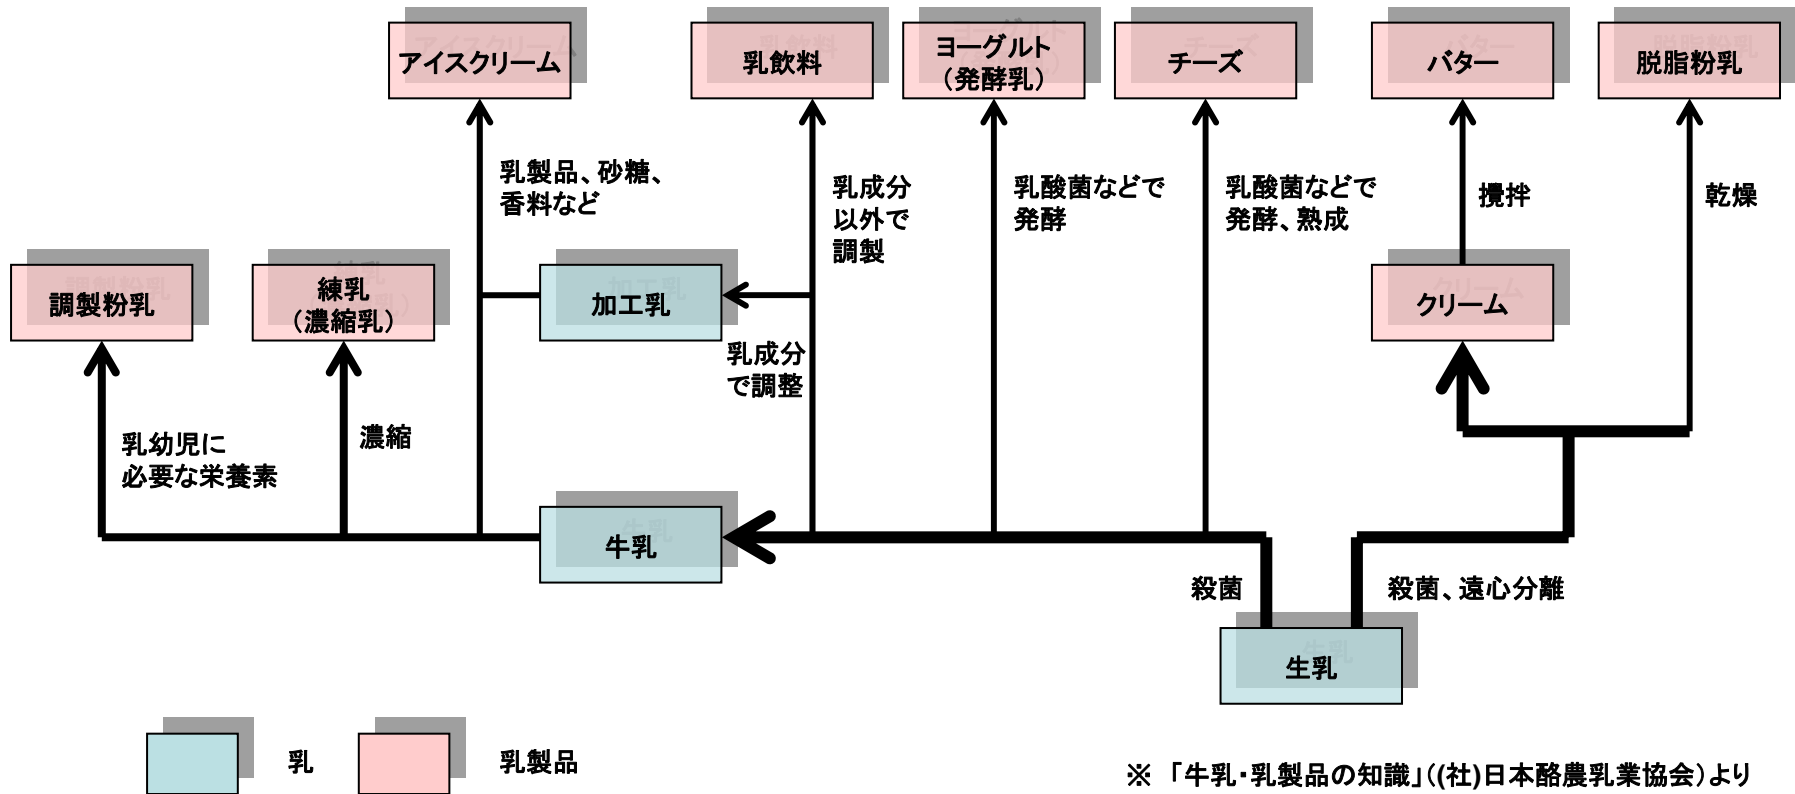 アイスクリーム
乳飲料
ヨーグルト
（発酵乳）
チーズ
バター
脱脂粉乳
乳製品、砂糖、
香料など
乳成分
以外で
調製
乳酸菌などで
発酵
乳酸菌などで
発酵、熟成
攪拌
乾燥
調製粉乳
練乳
（濃縮乳）
加工乳
クリーム
乳成分
で調整
乳幼児に
必要な栄養素
濃縮
牛乳
殺菌
殺菌、遠心分離
生乳
乳
乳製品
※ 「牛乳・乳製品の知識」（(社)日本酪農乳業協会）より